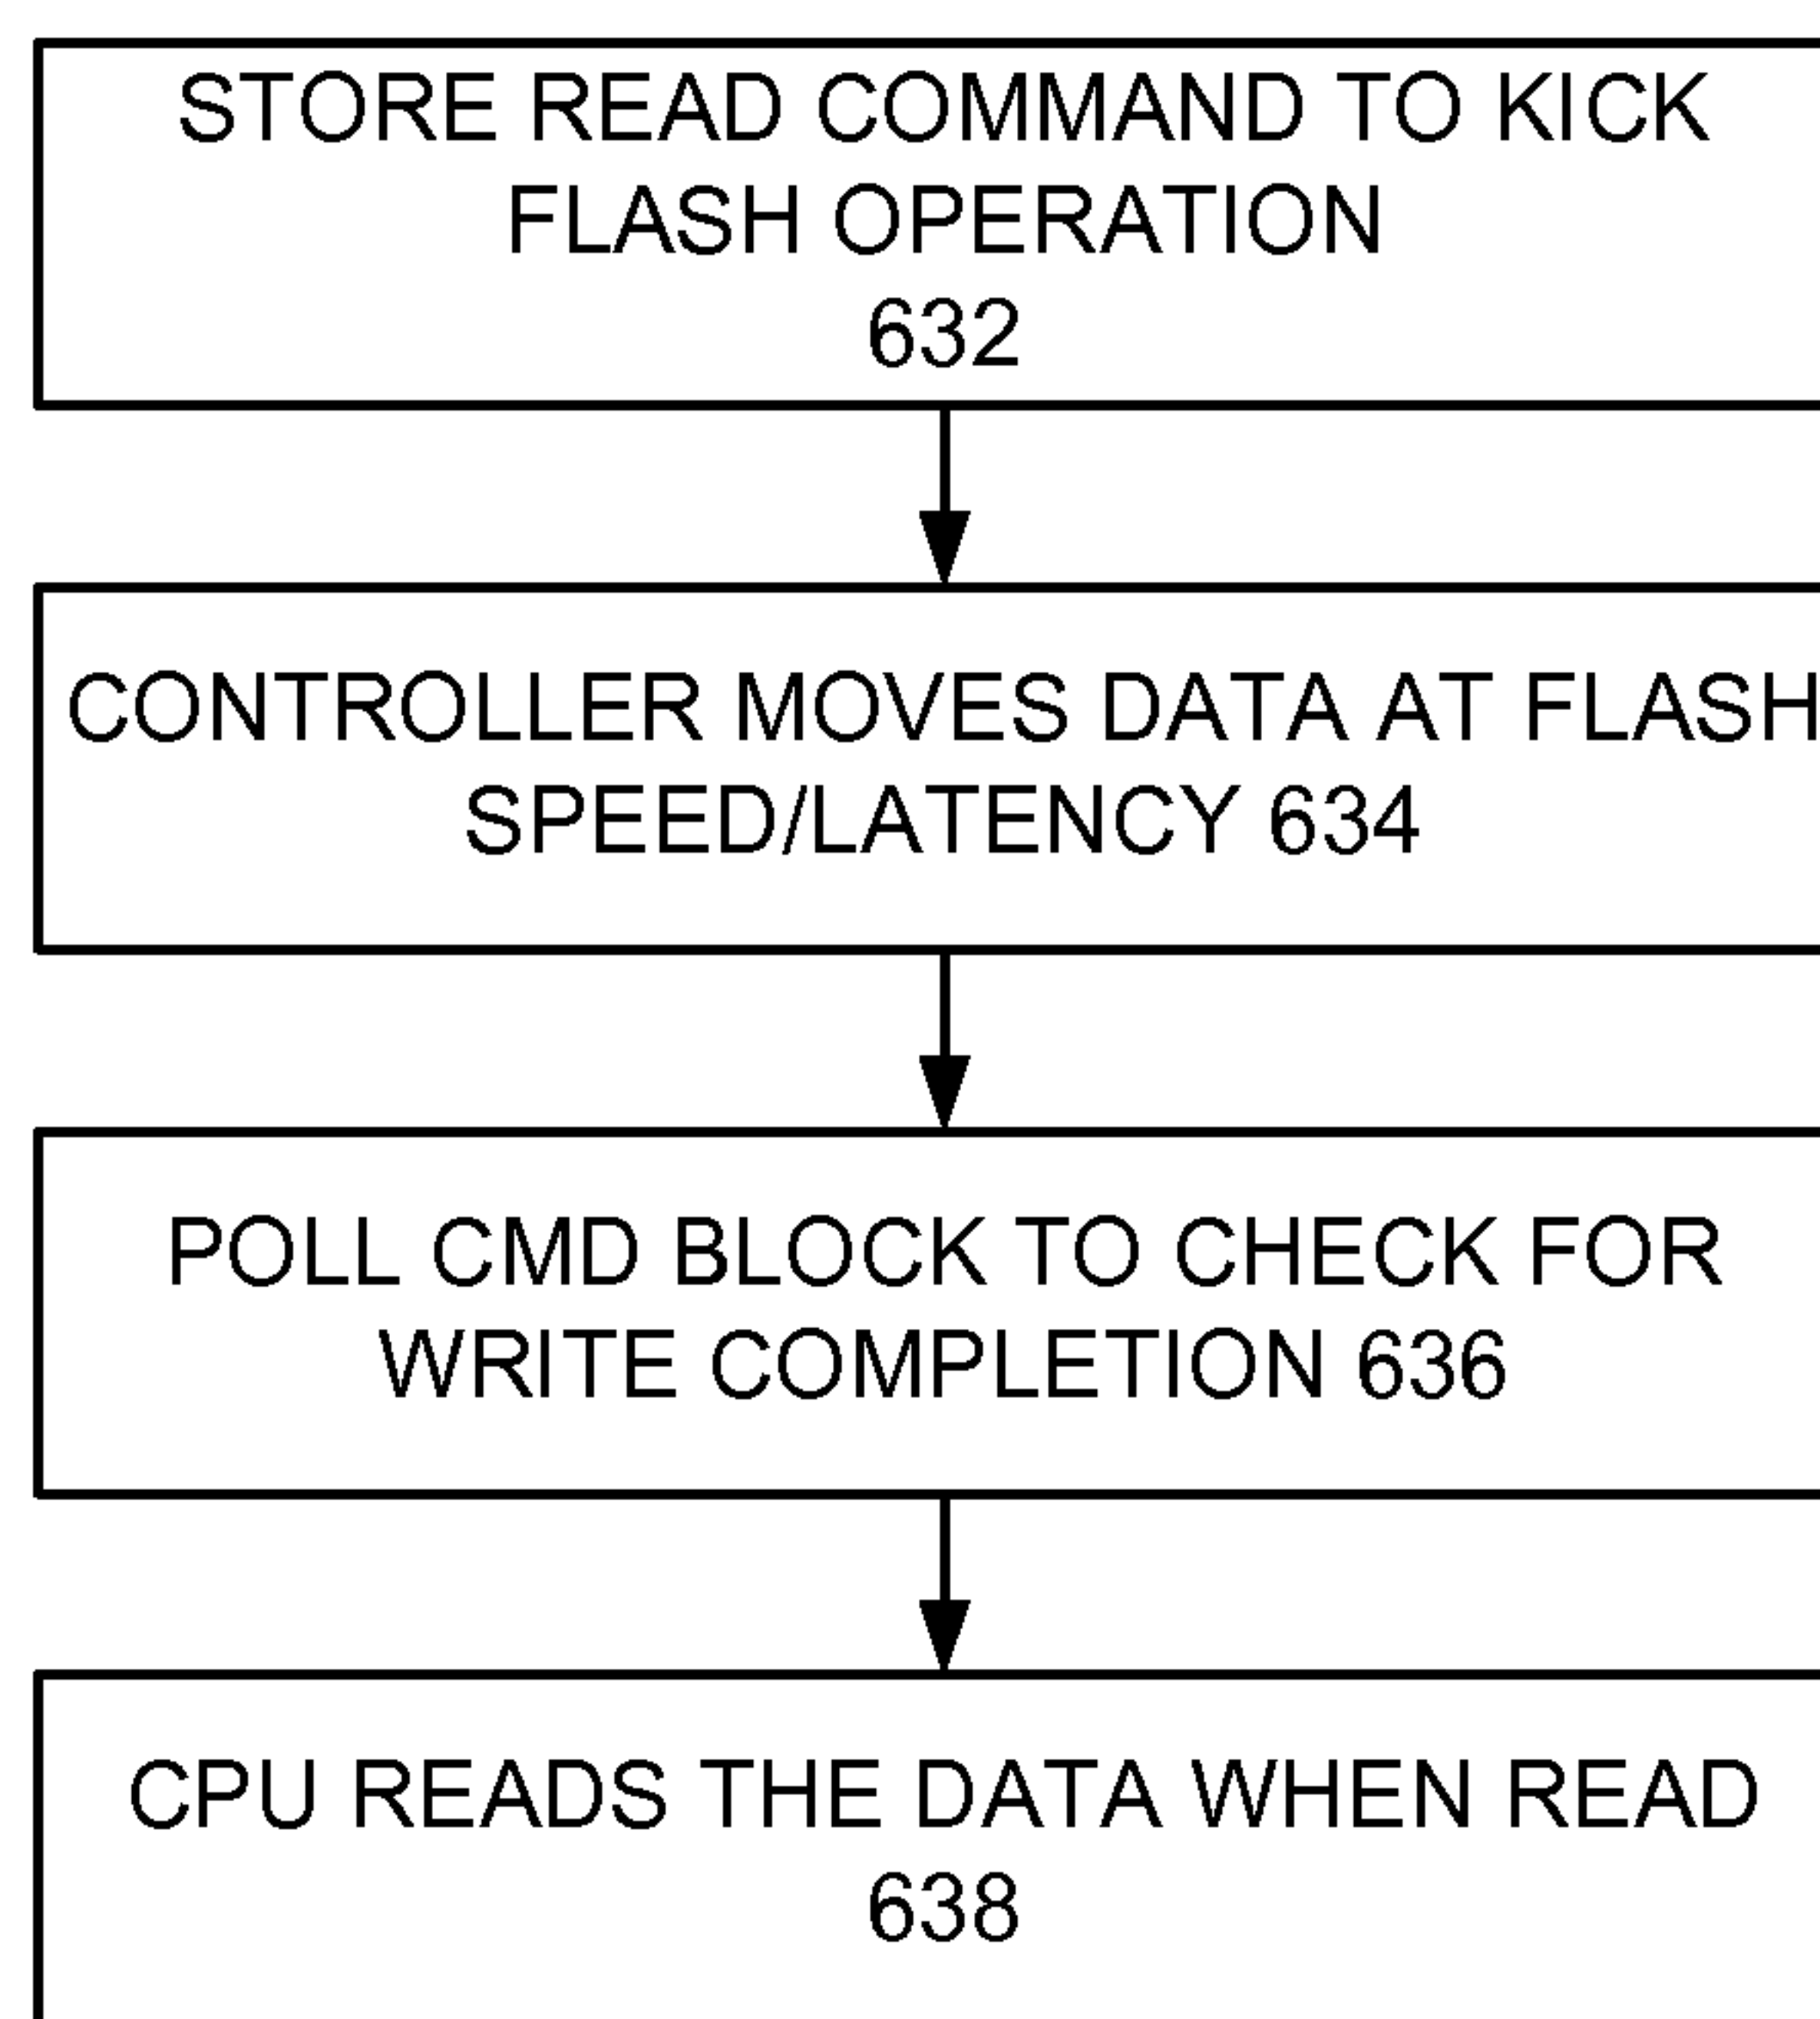 STORE READ COMMAND TO KICK
FLASH OPERATION
632
CONTROLLER MOVES DATA AT FLASH
SPEED/LATENCY 634
POLL CMD BLOCK TO CHECK FOR
WRITE COMPLETION 636
CPU READS THE DATA WHEN READ
638